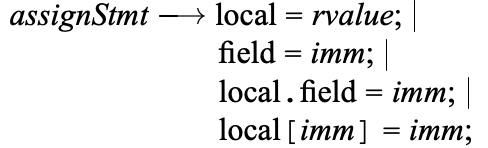 assignStmt ⟶ local = rvalue; |
field = imm; |
local.field = imm; |
local[imm] = imm;